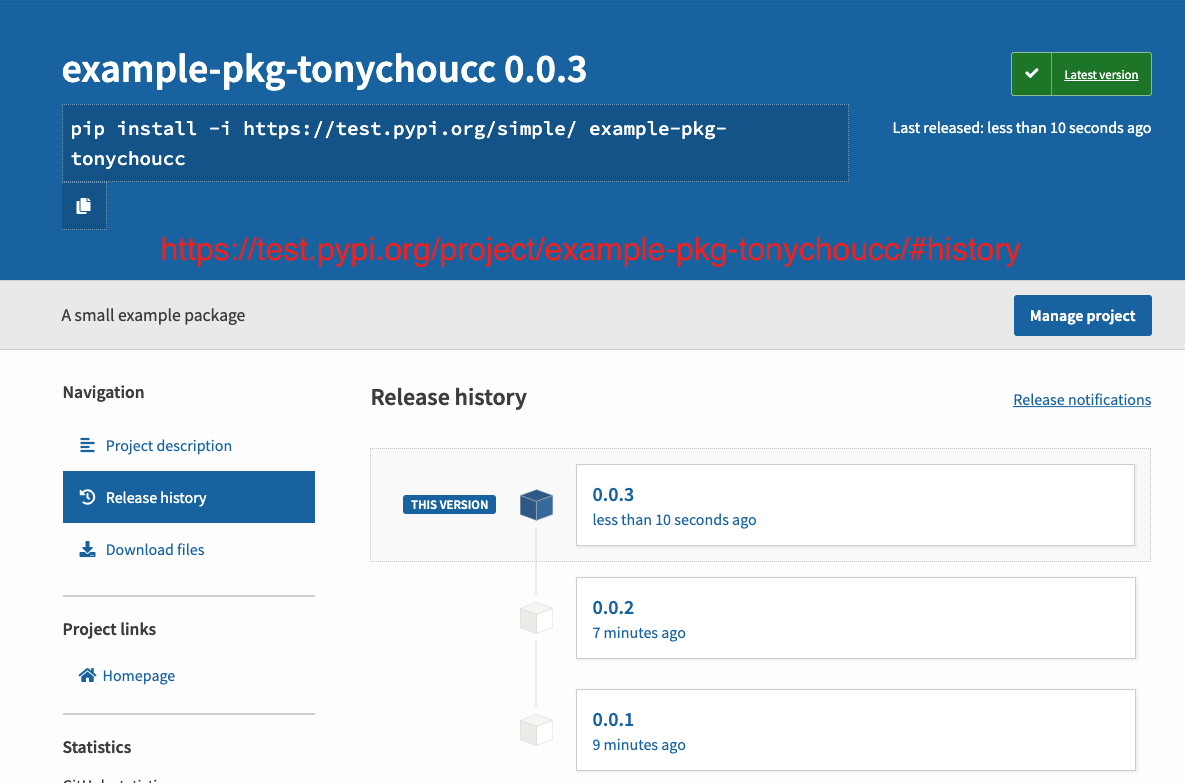 example-pkg-tonychoucc 0.0.3
Latest version
pip install -i https://test.pypi.org/simple/ example-pkg-
tonychoucc
Last released: less than 10 seconds ago
https://test.pypi.org/project/example-pkg-tonychoucc/#history
A small example package
Manage project
Navigation
Project description
Release history
Download files
Project links
Homepage
Statistics
Release history
Release notifications
THIS VERSION
0.0.3
less than 10 seconds ago
0.0.2
7 minutes ago
0.0.1
9 minutes ago